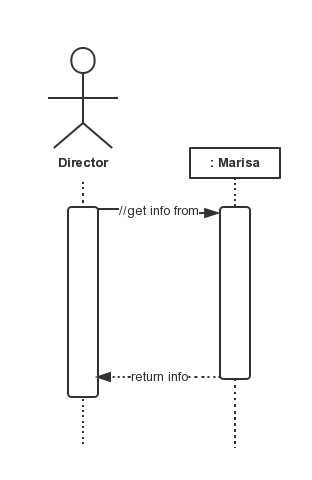 Director
: Marisa
//get info from
return info